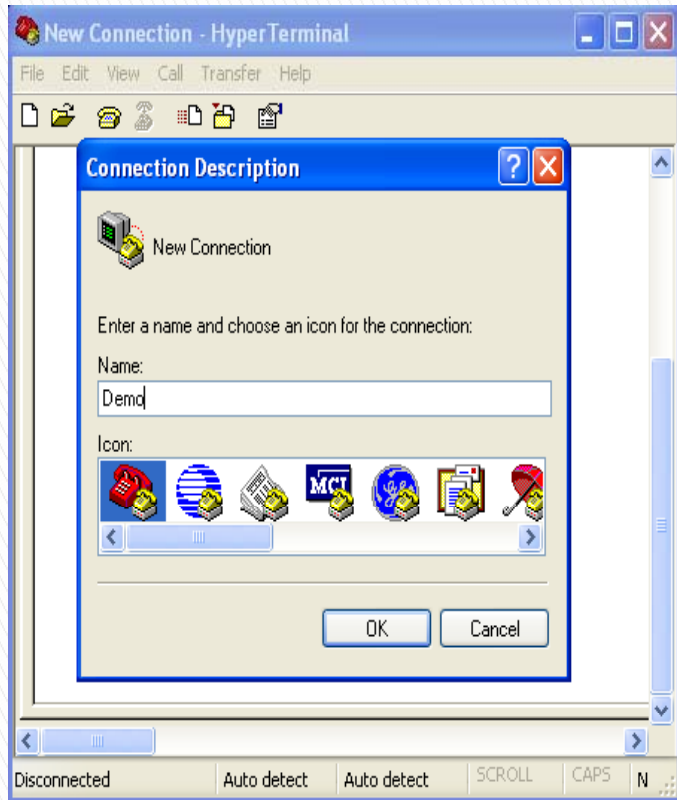 New Connection - HyperTerminal
File Edit View Call Transfer Help
Connection Description
New Connection
Enter a name and choose an icon for the connection:
Name:
Demo
Icon:
MCI
OK Cancel
Disconnected Auto detect Auto detect SCROLL CAPS N